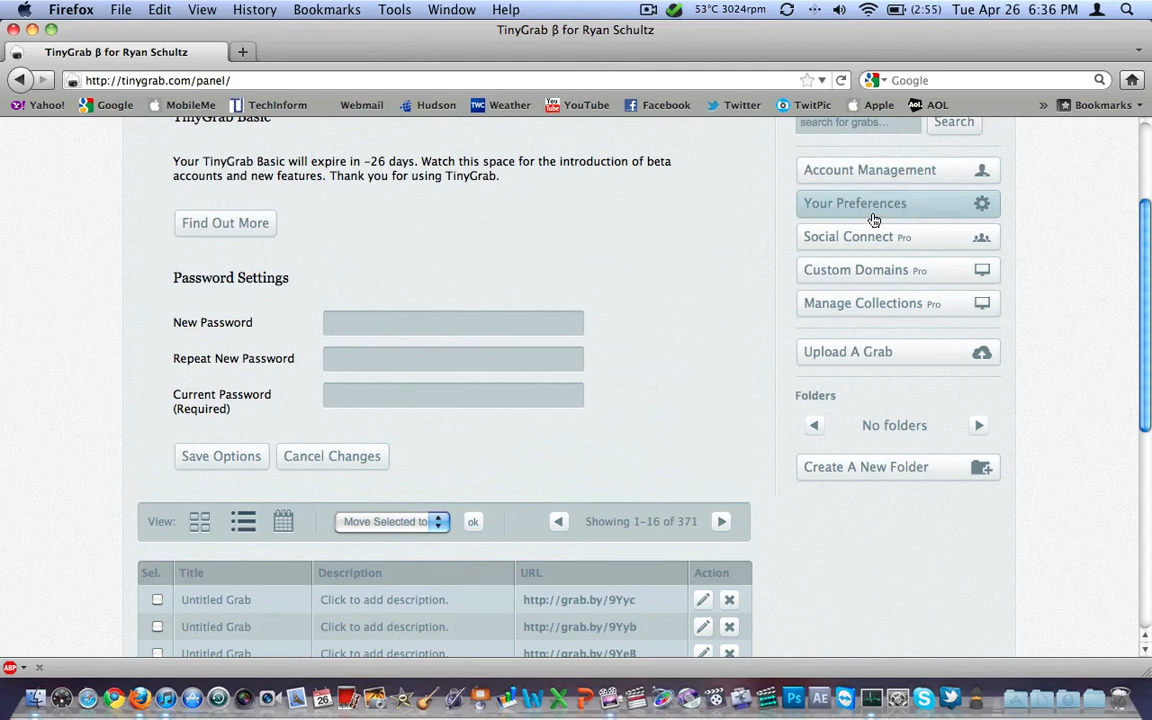 Firefox File Edit View History Bookmarks Tools Window Help 53°C 3024rpm (2:55) Tue Apr 26 6:36 PM
TinyGrab β for Ryan Schultz
TinyGrab β for Ryan Schultz
http://tinygrab.com/panel/ Google
Yahoo! Google MobileMe TechInform Webmail Hudson Weather YouTube Facebook Twitter TwitPic Apple AOL » Bookmarks
TinyGrab Basic
search for grabs... Search
Your TinyGrab Basic will expire in -26 days. Watch this space for the introduction of beta
accounts and new features. Thank you for using TinyGrab.
Find Out More
Account Management
Your Preferences
Social Connect Pro
Custom Domains Pro
Manage Collections Pro
Upload A Grab
Folders
No folders
Create A New Folder
Password Settings
New Password
Repeat New Password
Current Password
(Required)
Save Options Cancel Changes
View: Move Selected to ok Showing 1-16 of 371
Sel. Title Description URL Action
Untitled Grab Click to add description. http://grab.by/9Yyc
Untitled Grab Click to add description. http://grab.by/9Yyb
Untitled Grab Click to add description. http://grab.by/9YeB
ABP